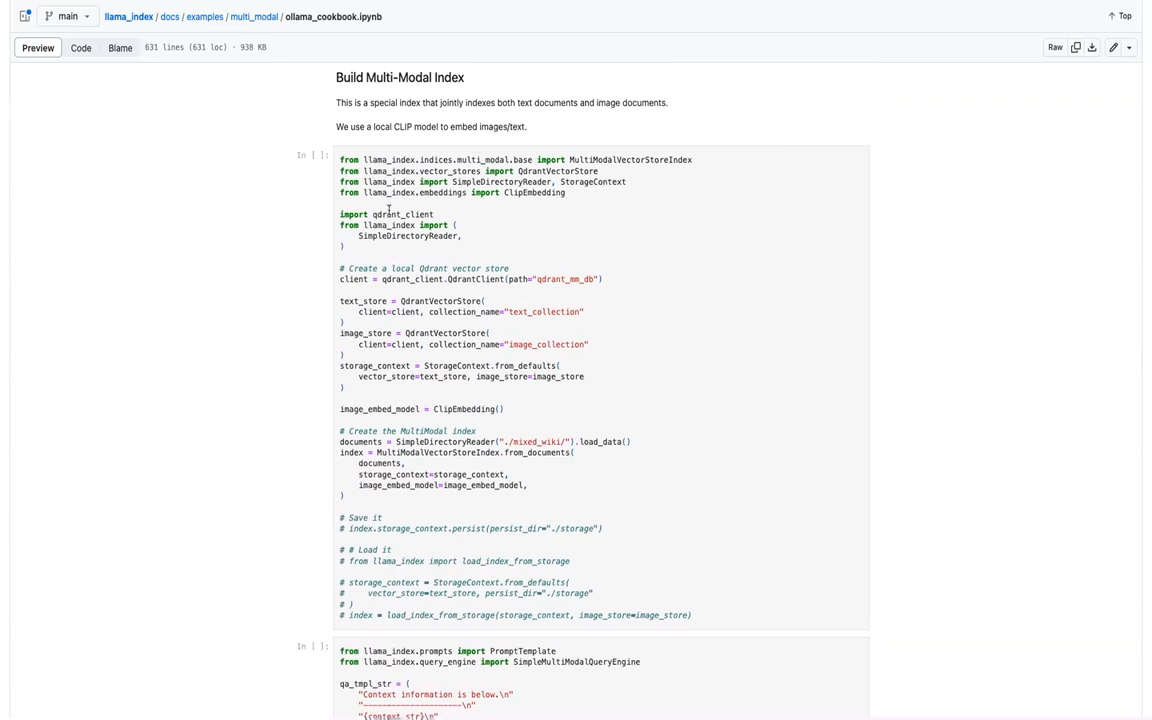 main
llama_index / docs / examples / multi_modal / ollama_cookbook.ipynb
Top
Preview Code Blame 631 lines (631 loc) · 938 KB
Raw
Build Multi-Modal Index
This is a special index that jointly indexes both text documents and image documents.
We use a local CLIP model to embed images/text.
In [ ]:
from llama_index.indices.multi_modal.base import MultiModalVectorStoreIndex
from llama_index.vector_stores import QdrantVectorStore
from llama_index import SimpleDirectoryReader, StorageContext
from llama_index.embeddings import ClipEmbedding
import qdrant_client
from llama_index import (
    SimpleDirectoryReader,
)
# Create a local Qdrant vector store
client = qdrant_client.QdrantClient(path="qdrant_mm_db")
text_store = QdrantVectorStore(
    client=client, collection_name="text_collection"
)
image_store = QdrantVectorStore(
    client=client, collection_name="image_collection"
)
storage_context = StorageContext.from_defaults(
    vector_store=text_store, image_store=image_store
)
image_embed_model = ClipEmbedding()
# Create the MultiModal index
documents = SimpleDirectoryReader("./mixed_wiki/").load_data()
index = MultiModalVectorStoreIndex.from_documents(
    documents,
    storage_context=storage_context,
    image_embed_model=image_embed_model,
)
# Save it
# index.storage_context.persist(persist_dir="./storage")
# # Load it
# from llama_index import load_index_from_storage
# storage_context = StorageContext.from_defaults(
#     vector_store=text_store, persist_dir="./storage"
# )
# index = load_index_from_storage(storage_context, image_store=image_store)
In [ ]:
from llama_index.prompts import PromptTemplate
from llama_index.query_engine import SimpleMultiModalQueryEngine
qa_tmpl_str = (
    "Context information is below.\n"
    "---------------------\n"
    "{context_str}\n"